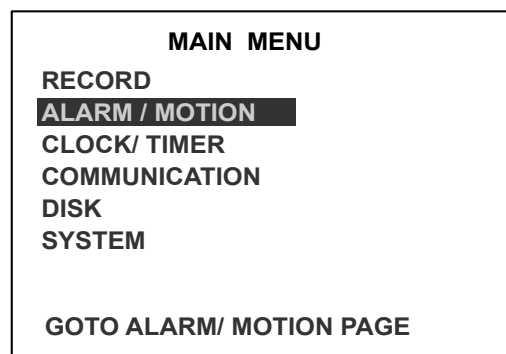 MAIN MENU
RECORD
ALARM / MOTION
CLOCK/ TIMER
COMMUNICATION
DISK
SYSTEM
GOTO ALARM/ MOTION PAGE